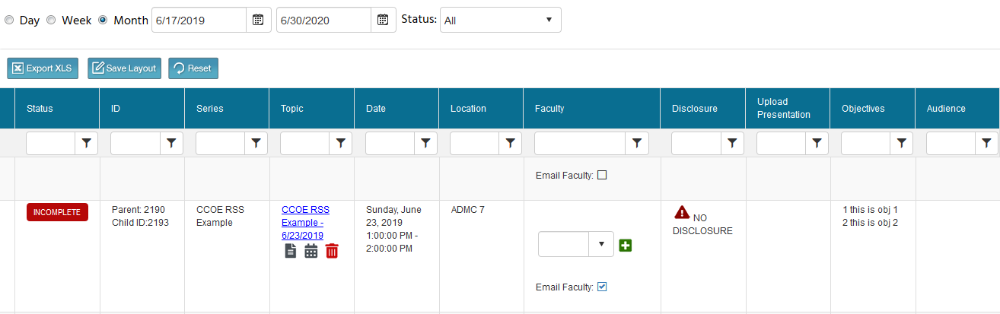 Day Week Month 6/17/2019 6/30/2020 Status: All
Export XLS Save Layout Reset
Status ID Series Topic Date Location Faculty Disclosure Upload Presentation Objectives Audience
Email Faculty:
INCOMPLETE
Parent: 2190
Child ID:2193
CCOE RSS
Example
CCOE RSS
Example -
6/23/2019
Sunday, June
23, 2019
1:00:00 PM -
2:00:00 PM
ADMC 7
Email Faculty:
NO
DISCLOSURE
1 this is obj 1
2 this is obj 2